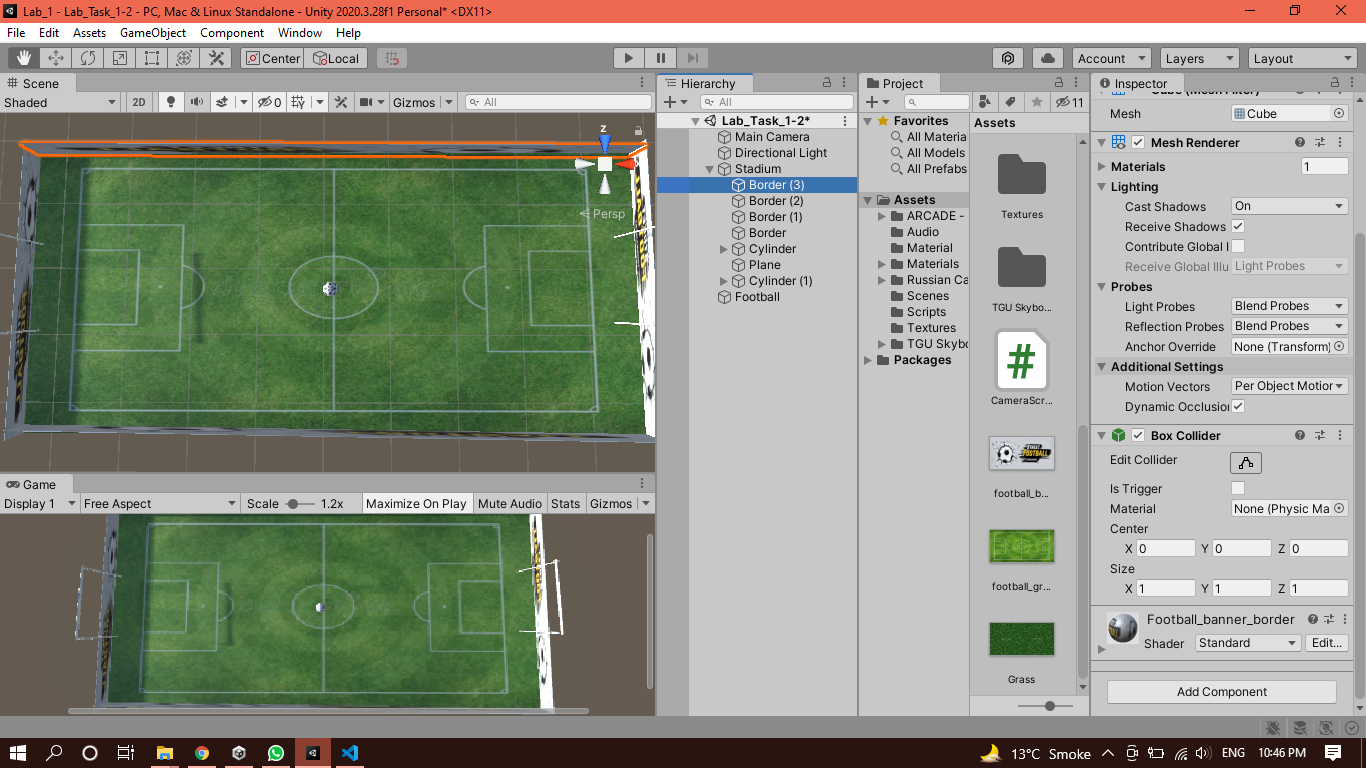 Lab_1 - Lab_Task_1-2 - PC, Mac & Linux Standalone - Unity 2020.3.28f1 Personal* <DX11>
File Edit Assets GameObject Component Window Help
Center Local Account Layers Layout
Scene
Shaded 2D 0 Gizmos All
Z
Persp
Game
Display 1 Free Aspect Scale 1.2x Maximize On Play Mute Audio Stats Gizmos
Hierarchy
All
Lab_Task_1-2*
Main Camera
Directional Light
Stadium
Border (3)
Border (2)
Border (1)
Border
Cylinder
Plane
Cylinder (1)
Football
Project
11
Favorites
All Materia
All Models
All Prefabs
Assets
ARCADE -
Audio
Material
Materials
Russian Ca
Scenes
Scripts
Textures
TGU Skybo
Packages
Assets
Textures
TGU Skybo...
#
CameraScr...
FOOTBALL
football_b...
football_gr...
Grass
Inspector
Cube (Mesh Filter)
Mesh Cube
Mesh Renderer
Materials 1
Lighting
Cast Shadows On
Receive Shadows
Contribute Global I
Receive Global Illu Light Probes
Probes
Light Probes Blend Probes
Reflection Probes Blend Probes
Anchor Override None (Transform)
Additional Settings
Motion Vectors Per Object Motior
Dynamic Occlusion
Box Collider
Edit Collider
Is Trigger
Material None (Physic Ma
Center
X 0 Y 0 Z 0
Size
X 1 Y 1 Z 1
Football_banner_border
Shader Standard Edit...
Add Component
13°C Smoke ENG 10:46 PM